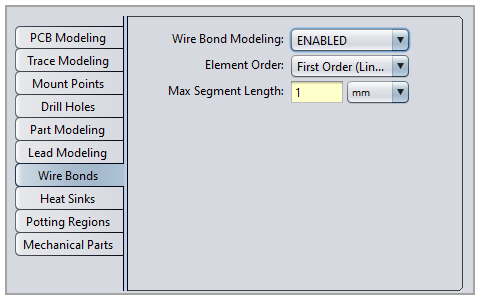 PCB Modeling
Trace Modeling
Mount Points
Drill Holes
Part Modeling
Lead Modeling
Wire Bonds
Heat Sinks
Potting Regions
Mechanical Parts
Wire Bond Modeling: ENABLED
Element Order: First Order (Lin...
Max Segment Length: 1 mm